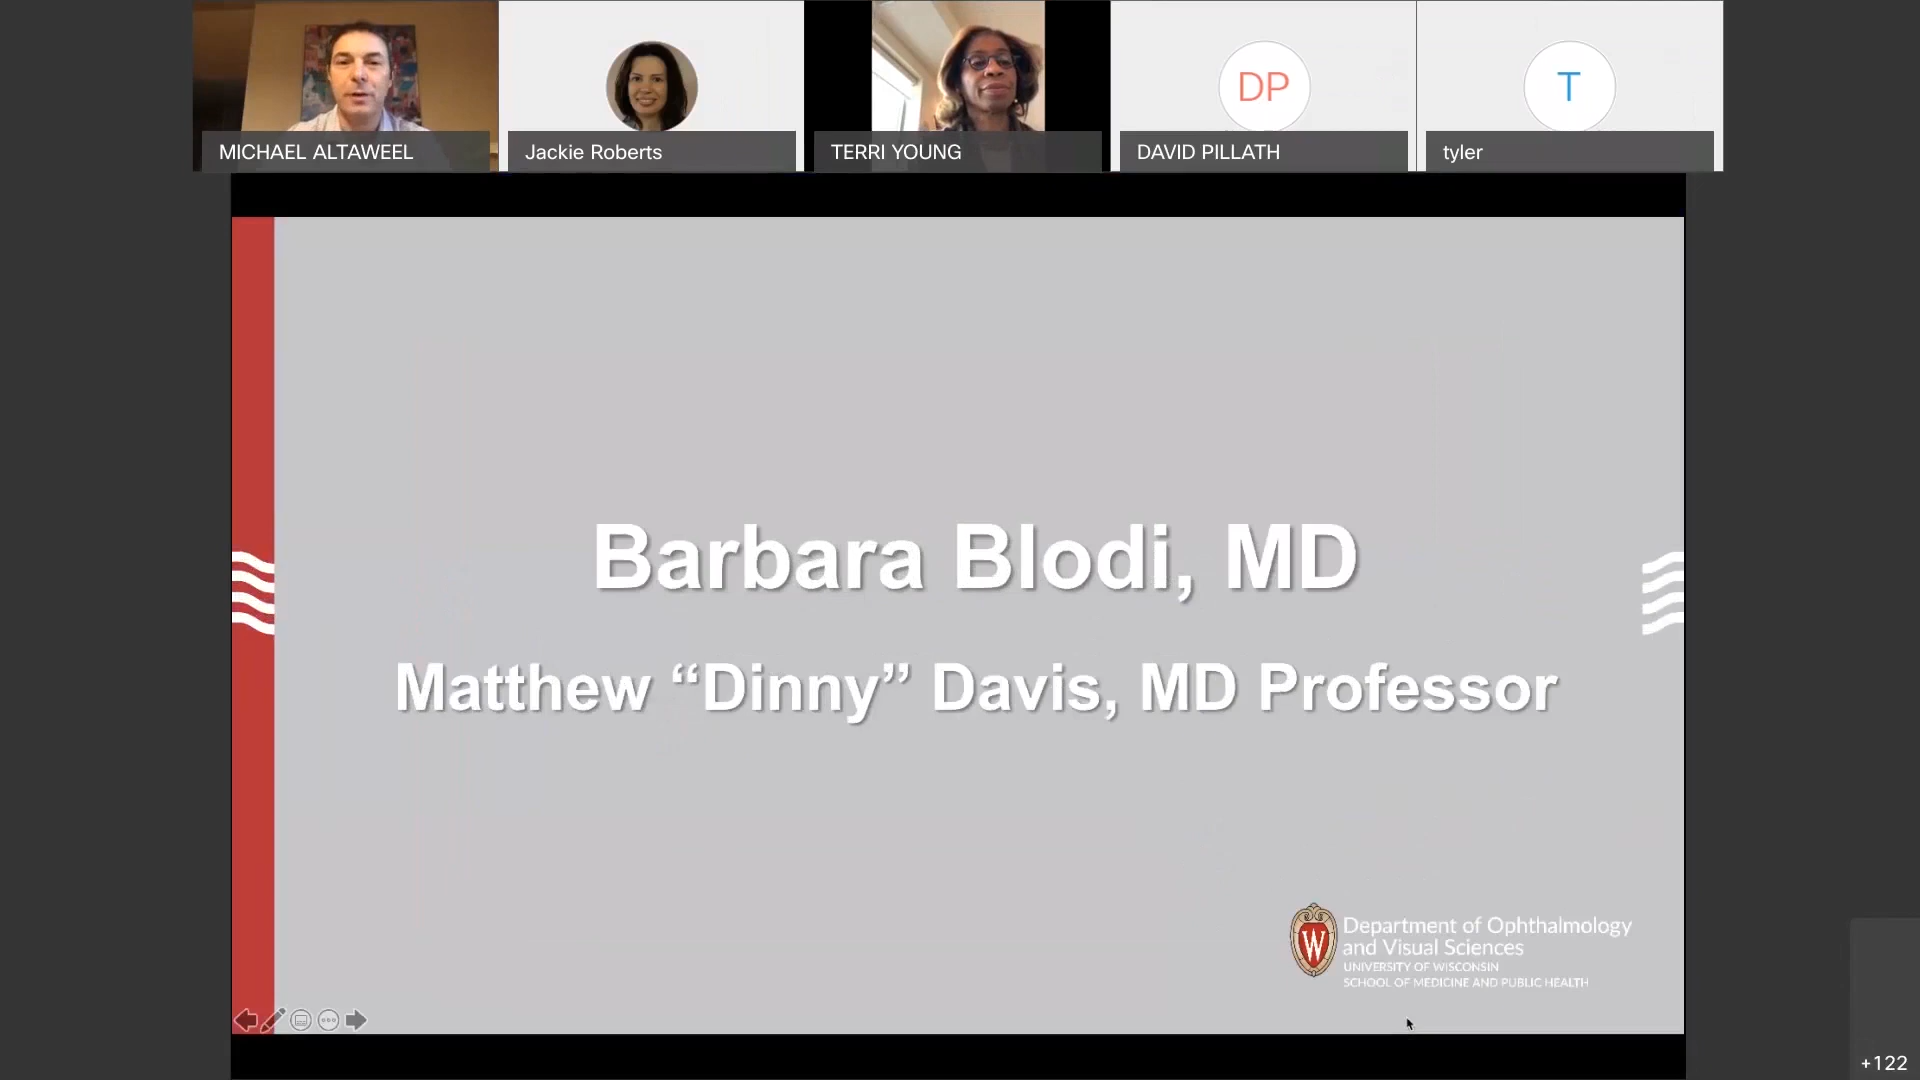 MICHAEL ALTAWEEL
Jackie Roberts
TERRI YOUNG
DP
DAVID PILLATH
T
tyler
Barbara Blodi, MD
Matthew “Dinny” Davis, MD Professor
W
Department of Ophthalmology
and Visual Sciences
UNIVERSITY OF WISCONSIN
SCHOOL OF MEDICINE AND PUBLIC HEALTH
+122